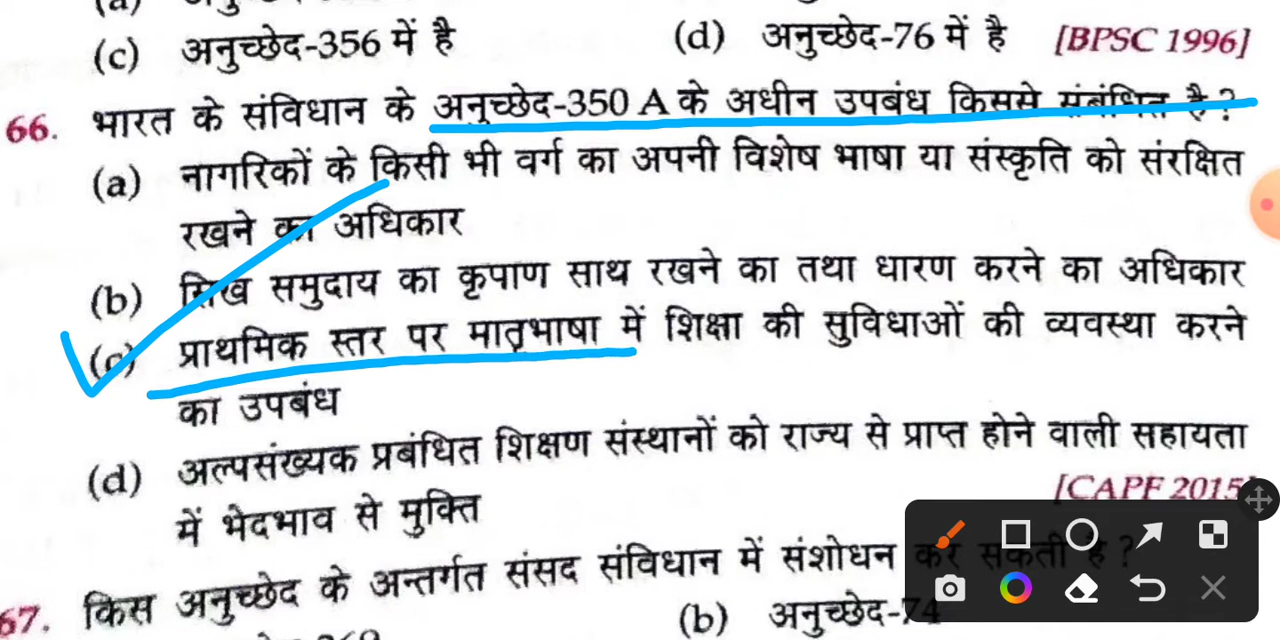 (c) अनुच्छेद-356 में है (d) अनुच्छेद-76 में है [BPSC 1996]
66. भारत के संविधान के अनुच्छेद-350 A के अधीन उपबंध किससे संबंधित है?
(a) नागरिकों के किसी भी वर्ग का अपनी विशेष भाषा या संस्कृति को संरक्षित
रखने का अधिकार
(b) सिख समुदाय का कृपाण साथ रखने का तथा धारण करने का अधिकार
(c) प्राथमिक स्तर पर मातृभाषा में शिक्षा की सुविधाओं की व्यवस्था करने
का उपबंध
(d) अल्पसंख्यक प्रबंधित शिक्षण संस्थानों को राज्य से प्राप्त होने वाली सहायता
में भेदभाव से मुक्ति [CAPF 2015]
67. किस अनुच्छेद के अन्तर्गत संसद संविधान में संशोधन कर सकती है?
(b) अनुच्छेद-74